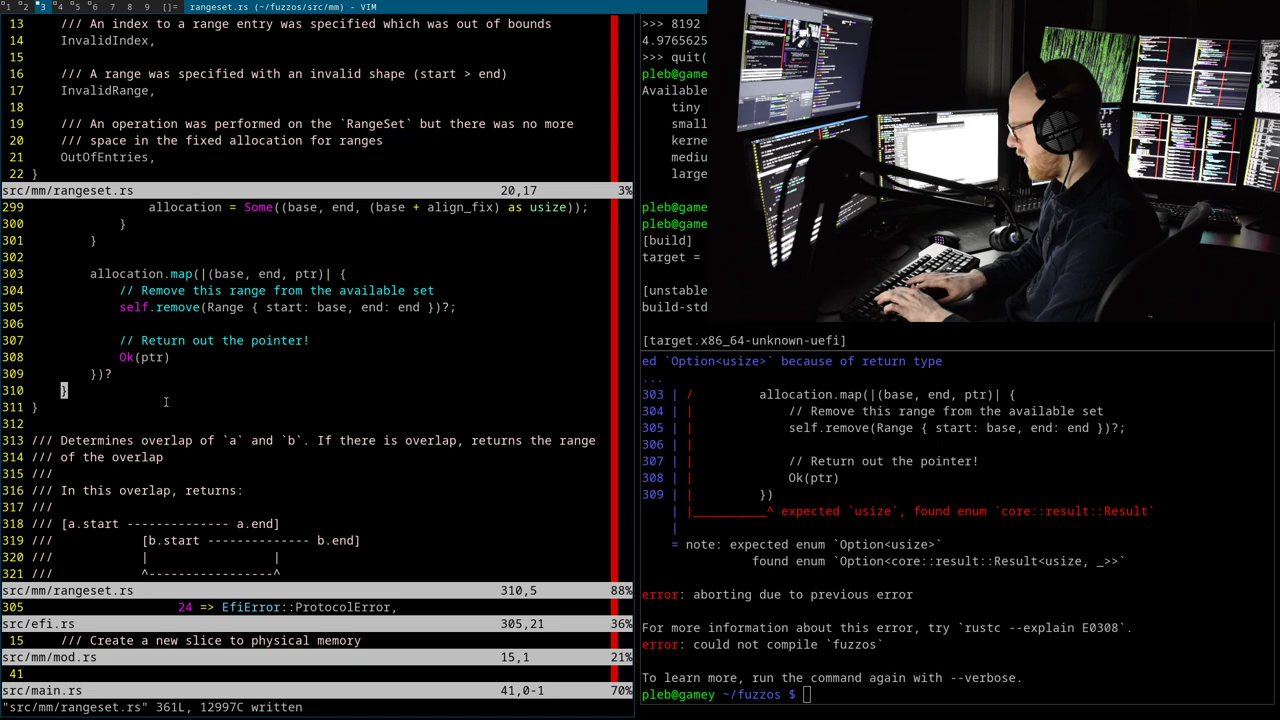 1 2 3 4 5 6 7 8 9 []= rangeset.rs (~/fuzzos/src/mm) - VIM
13     /// An index to a range entry was specified which was out of bounds
14     InvalidIndex,
15
16     /// A range was specified with an invalid shape (start > end)
17     InvalidRange,
18
19     /// An operation was performed on the `RangeSet` but there was no more
20     /// space in the fixed allocation for ranges
21     OutOfEntries,
22 }
src/mm/rangeset.rs 20,17 3%
299                 allocation = Some((base, end, (base + align_fix) as usize));
300             }
301         }
302
303         allocation.map(|(base, end, ptr)| {
304             // Remove this range from the available set
305             self.remove(Range { start: base, end: end })?;
306
307             // Return out the pointer!
308             Ok(ptr)
309         })?
310     }
311 }
312
313 /// Determines overlap of `a` and `b`. If there is overlap, returns the range
314 /// of the overlap
315 ///
316 /// In this overlap, returns:
317 ///
318 /// [a.start -------------- a.end]
319 ///            [b.start -------------- b.end]
320 ///            |                 |
321 ///            ^-----------------^
src/mm/rangeset.rs 310,5 88%
305                     24 => EfiError::ProtocolError,
src/efi.rs 305,21 36%
15     /// Create a new slice to physical memory
src/mm/mod.rs 15,1 21%
41
src/main.rs 41,0-1 70%
"src/mm/rangeset.rs" 361L, 12997C written
>>> 8192
4.9765625
>>> quit(
pleb@game
Available
tiny
small
kerne
mediu
large
pleb@game
pleb@game
[build]
target =
[unstable
build-std
[target.x86_64-unknown-uefi]
ed `Option<usize>` because of return type
...
303 | /         allocation.map(|(base, end, ptr)| {
304 | |             // Remove this range from the available set
305 | |             self.remove(Range { start: base, end: end })?;
306 | |
307 | |             // Return out the pointer!
308 | |             Ok(ptr)
309 | |         })
    | |__________^ expected `usize`, found enum `core::result::Result`
    |
    = note: expected enum `Option<usize>`
               found enum `Option<core::result::Result<usize, _>>`
error: aborting due to previous error
For more information about this error, try `rustc --explain E0308`.
error: could not compile `fuzzos`
To learn more, run the command again with --verbose.
pleb@gamey ~/fuzzos $